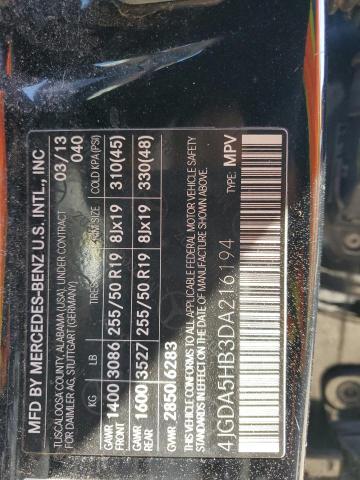 MFD BY MERCEDES-BENZ U.S. INTL., INC
TUSCALOOSA COUNTY, ALABAMA (USA), UNDER CONTRACT 03/13
FOR DAIMLER AG, STUTTGART (GERMANY) 040
KG LB TIRES RIM SIZE COLD KPA(PSI)
GAWR FRONT 1400 3086 255/50 R19 8Jx19 310(45)
GAWR REAR 1600 3527 255/50 R19 8Jx19 330(48)
GVWR 2850 6283
THIS VEHICLE CONFORMS TO ALL APPLICABLE FEDERAL MOTOR VEHICLE SAFETY
STANDARDS IN EFFECT ON THE DATE OF MANUFACTURE SHOWN ABOVE.
4JGDA5HB3DA216194 TYPE: MPV